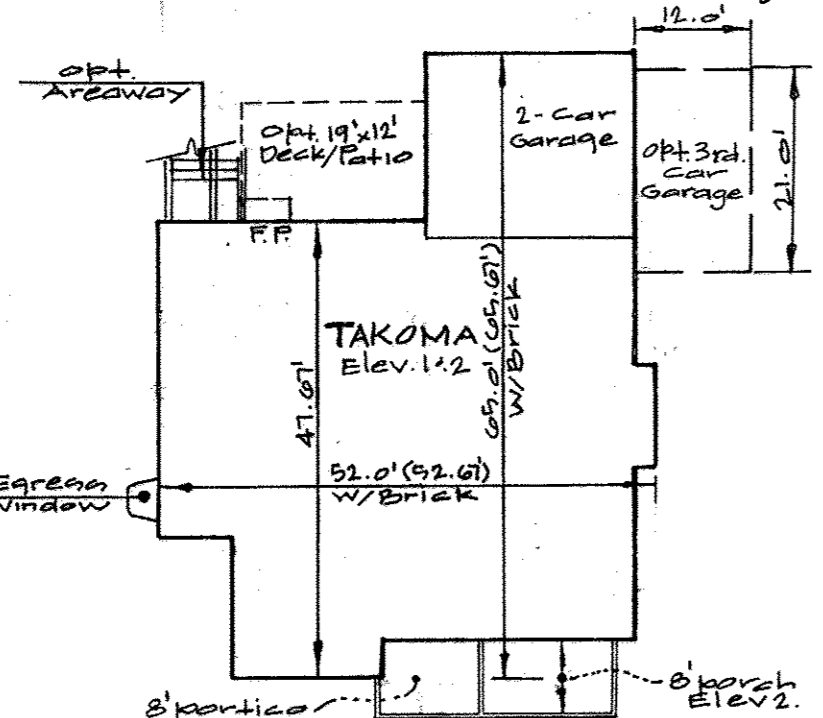 12.0'
opt.
Areaway
Opt. 19'x12'
Deck/Patio
2-Car
Garage
Opt. 3rd.
Car
Garage
21.0'
F.P.
TAKOMA
Elev. 1&2
47.67'
65.0' (65.67')
W/Brick
52.0' (52.67')
W/Brick
Egress
Window
8' portico
8' porch
Elev 2.